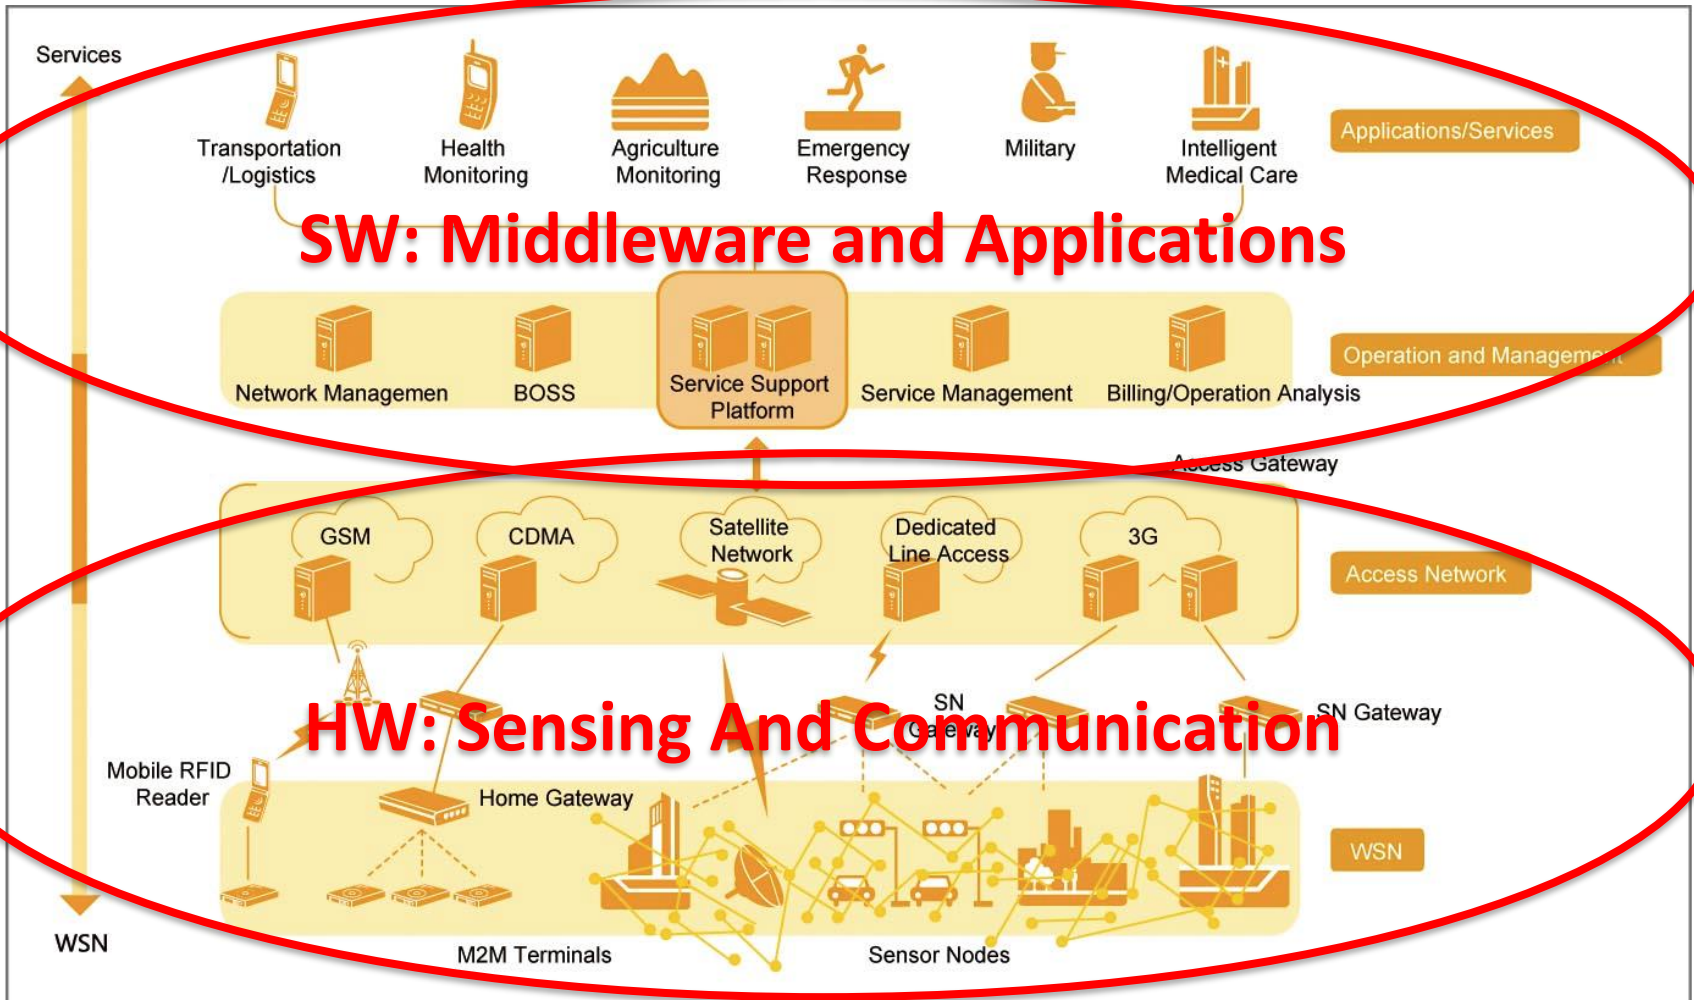 Services
Transportation
/Logistics
Health
Monitoring
Agriculture
Monitoring
Emergency
Response
Military
Intelligent
Medical Care
Applications/Services
SW: Middleware and Applications
Network Managemen
BOSS
Service Support
Platform
Service Management
Billing/Operation Analysis
Operation and Management
Access Gateway
GSM
CDMA
Satellite
Network
Dedicated
Line Access
3G
Access Network
HW: Sensing And Communication
SN
Gateway
SN Gateway
Mobile RFID
Reader
Home Gateway
WSN
WSN
M2M Terminals
Sensor Nodes